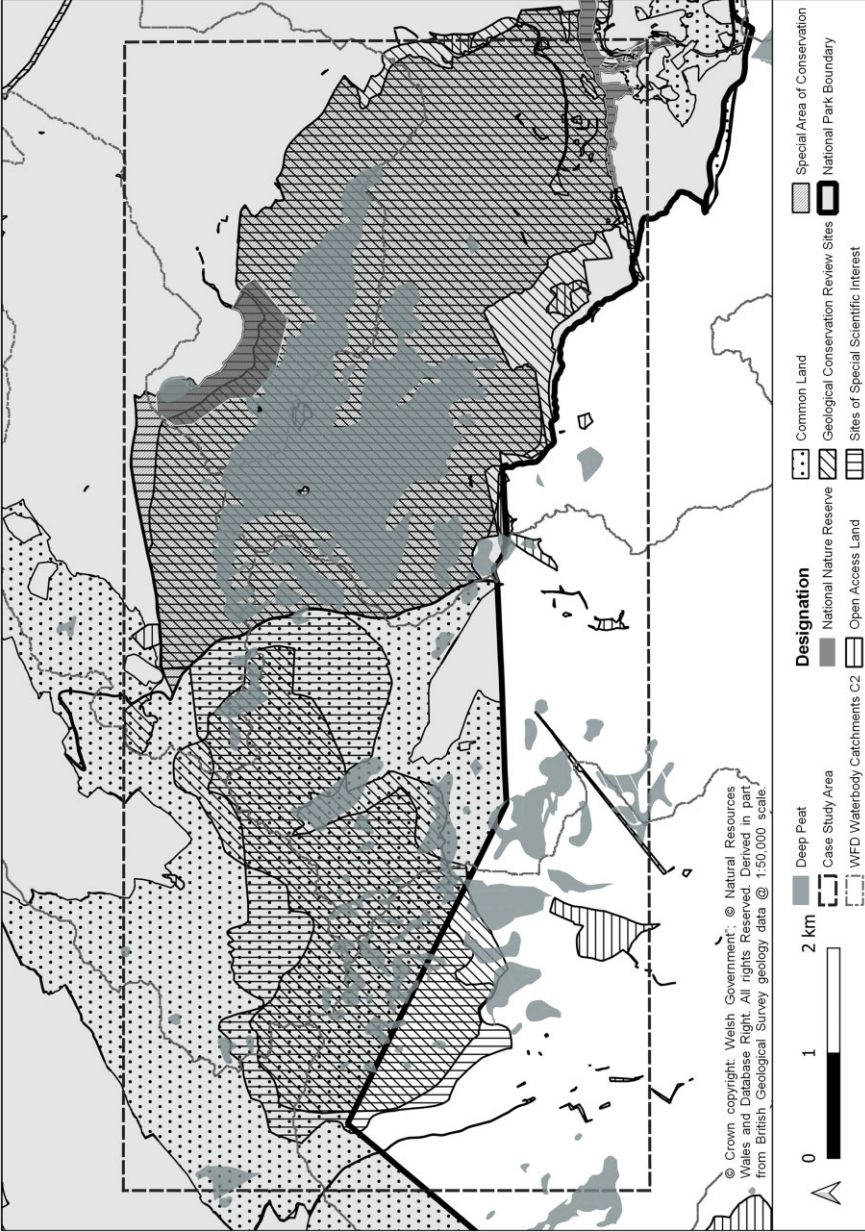 © Crown copyright: Welsh Government"; © Natural Resources
Wales and Database Right. All rights Reserved. Derived in part
from British Geological Survey geology data @ 1:50,000 scale.
0 1 2 km
Designation
Deep Peat
Case Study Area
WFD Waterbody Catchments C2
National Nature Reserve
Open Access Land
Common Land
Geological Conservation Review Sites
Sites of Special Scientific Interest
Special Area of Conservation
National Park Boundary